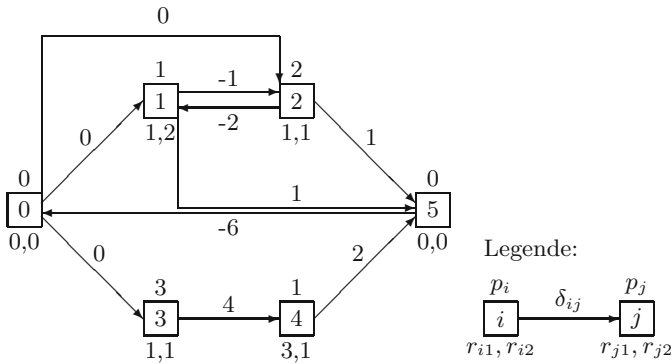 0
1 2
-1
1 2
0 -2
1,2 1,1 1
0 0
1
0 5
-6
0,0 0,0
0 2 Legende:
3 1 p_i p_j
4 δ_ij
3 4 i j
1,1 3,1 r_i1, r_i2 r_j1, r_j2